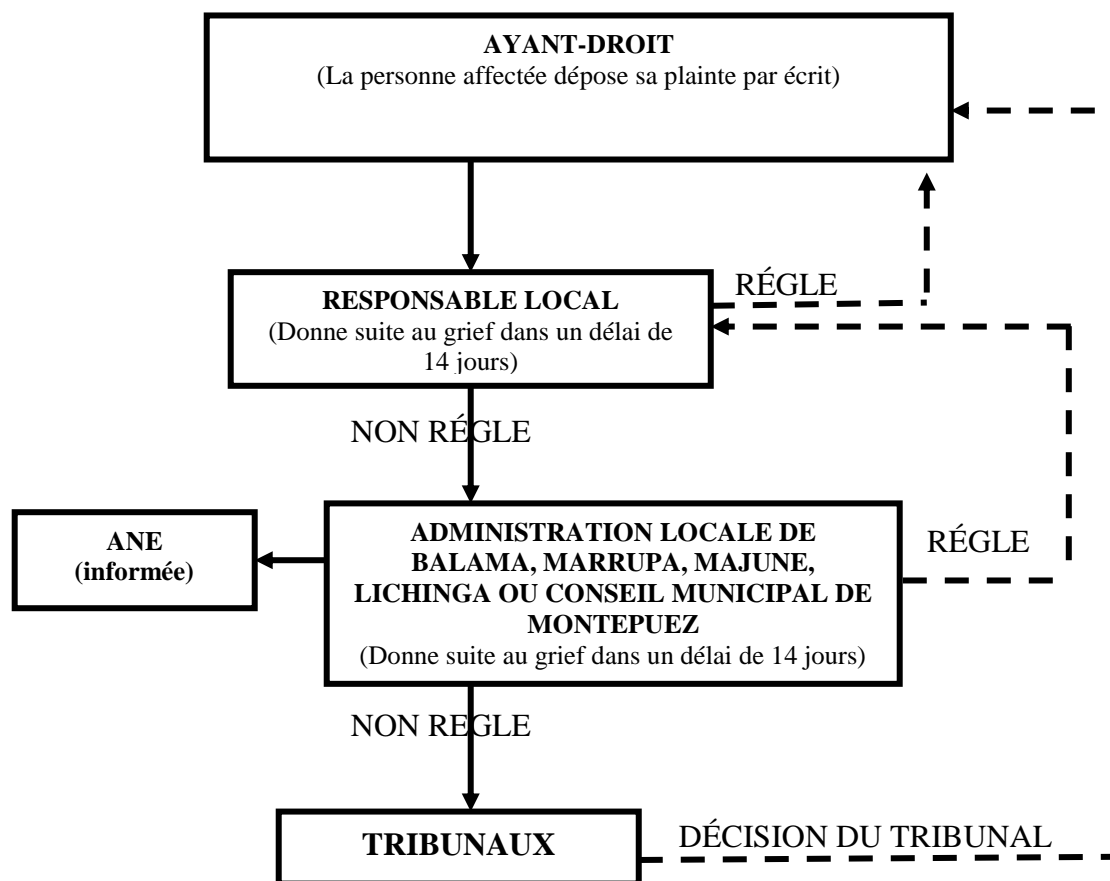 AYANT-DROIT
(La personne affectée dépose sa plainte par écrit)
RÉGLE
RESPONSABLE LOCAL
(Donne suite au grief dans un délai de
14 jours)
NON RÉGLE
ANE
(informée)
ADMINISTRATION LOCALE DE
BALAMA, MARRUPA, MAJUNE,
LICHINGA OU CONSEIL MUNICIPAL DE
MONTEPUEZ
(Donne suite au grief dans un délai de 14 jours)
RÉGLE
NON REGLE
TRIBUNAUX
DÉCISION DU TRIBUNAL